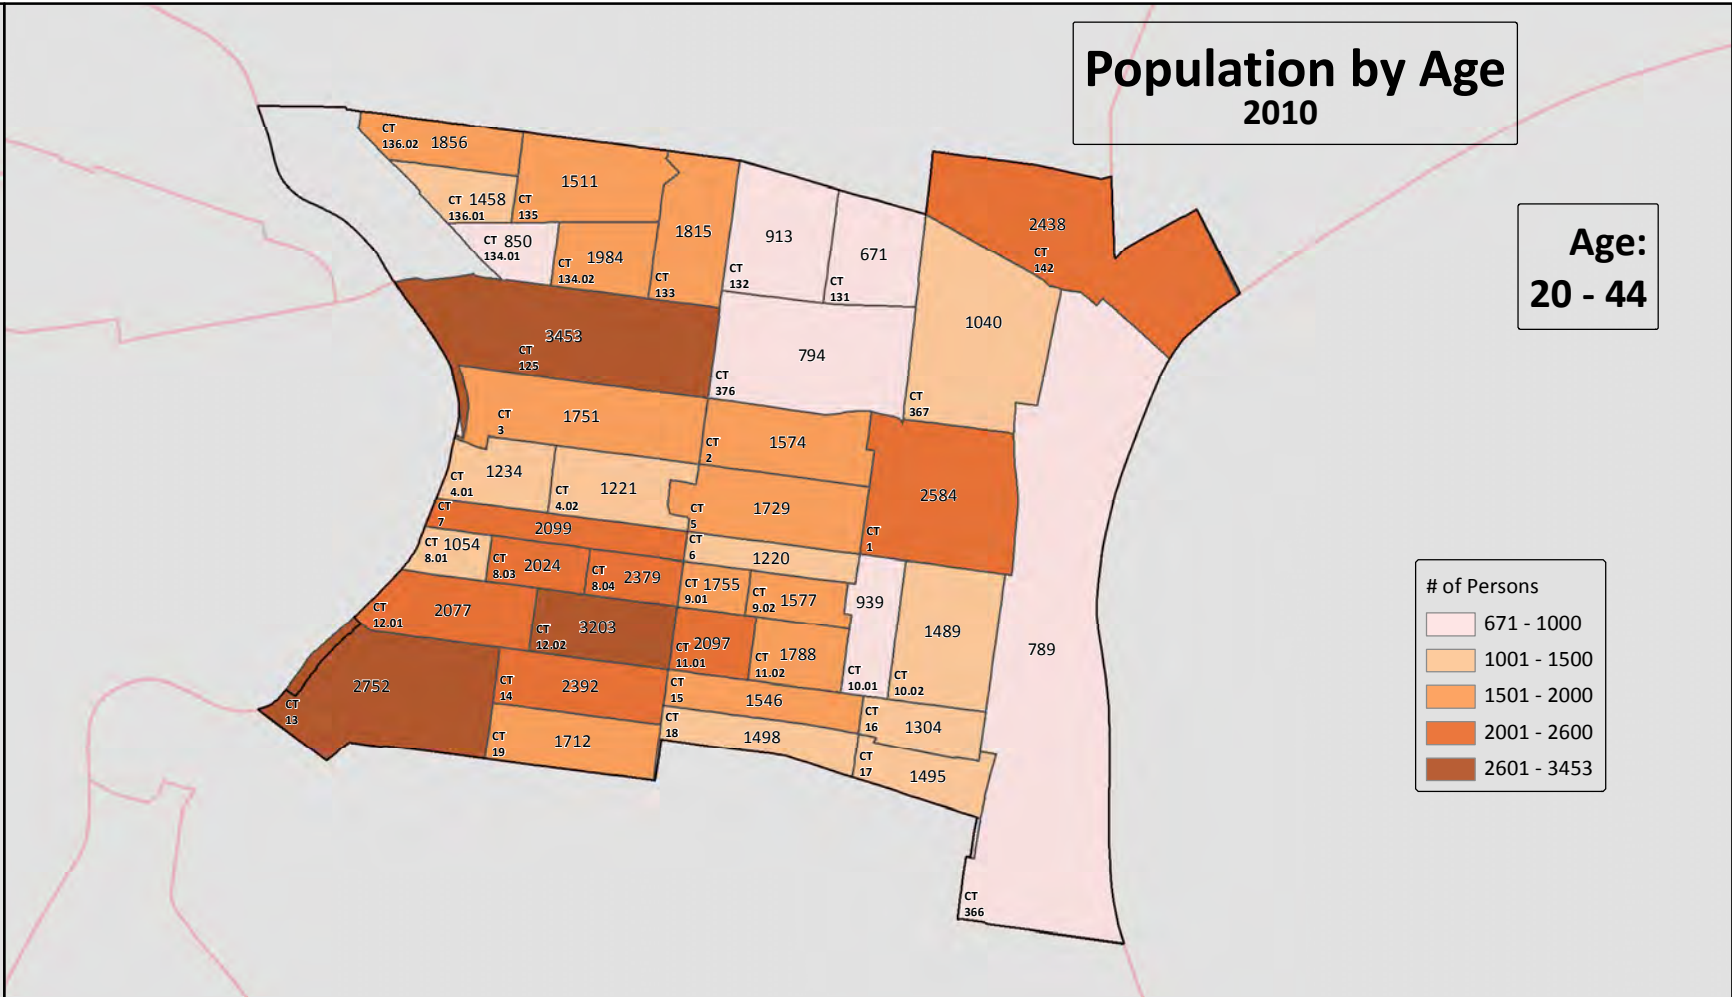 Population by Age
2010
Age:
20 - 44
CT
136.02
1856
CT
136.01
1458
CT
135
1511
CT
134.01
850
CT
134.02
1984
CT
133
1815
CT
132
913
CT
131
671
2438
CT
142
3453
CT
125
CT
376
794
CT
367
1040
CT
3
1751
CT
2
1574
CT
4.01
1234
CT
4.02
1221
CT
5
1729
CT
1
2584
CT
7
2099
CT
6
1220
CT
8.01
1054
CT
8.03
2024
CT
8.04
2379
CT
9.01
1755
CT
9.02
1577
939
CT
10.01
1489
CT
10.02
789
CT
366
CT
12.01
2077
CT
12.02
3203
CT
11.01
2097
CT
11.02
1788
2752
CT
13
CT
14
2392
CT
15
1546
CT
16
1304
CT
19
1712
CT
18
1498
CT
17
1495
# of Persons
671 - 1000
1001 - 1500
1501 - 2000
2001 - 2600
2601 - 3453